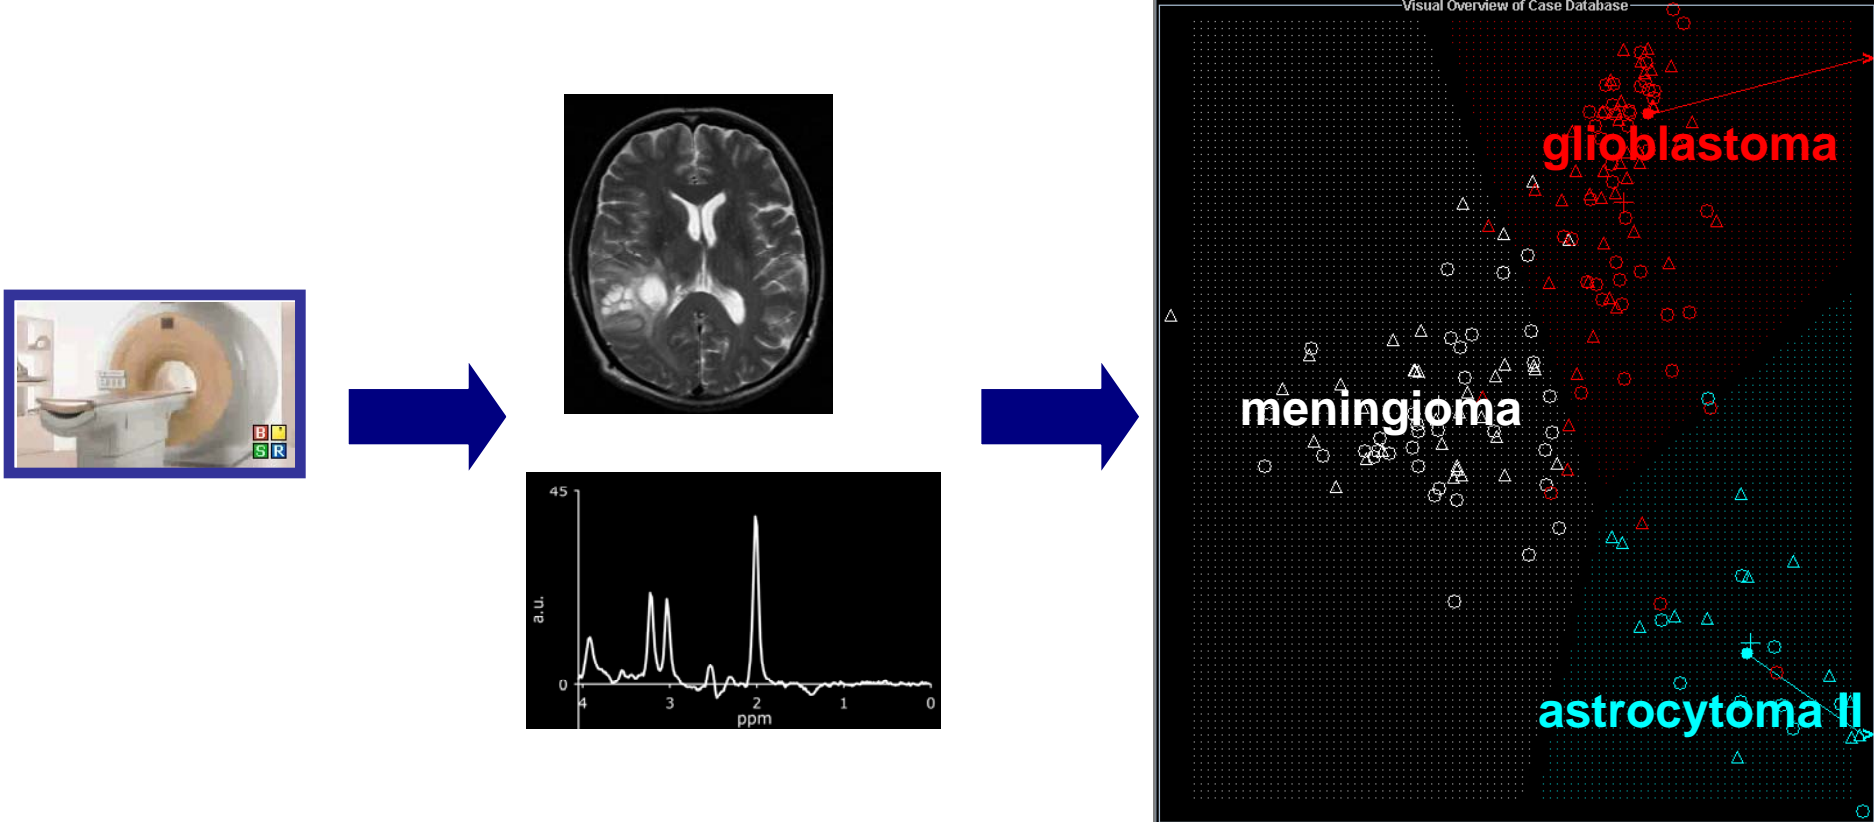 B
S R
45
a.u.
0
4 3 2 1 0
ppm
Visual Overview of Case Database
glioblastoma
meningioma
astrocytoma II